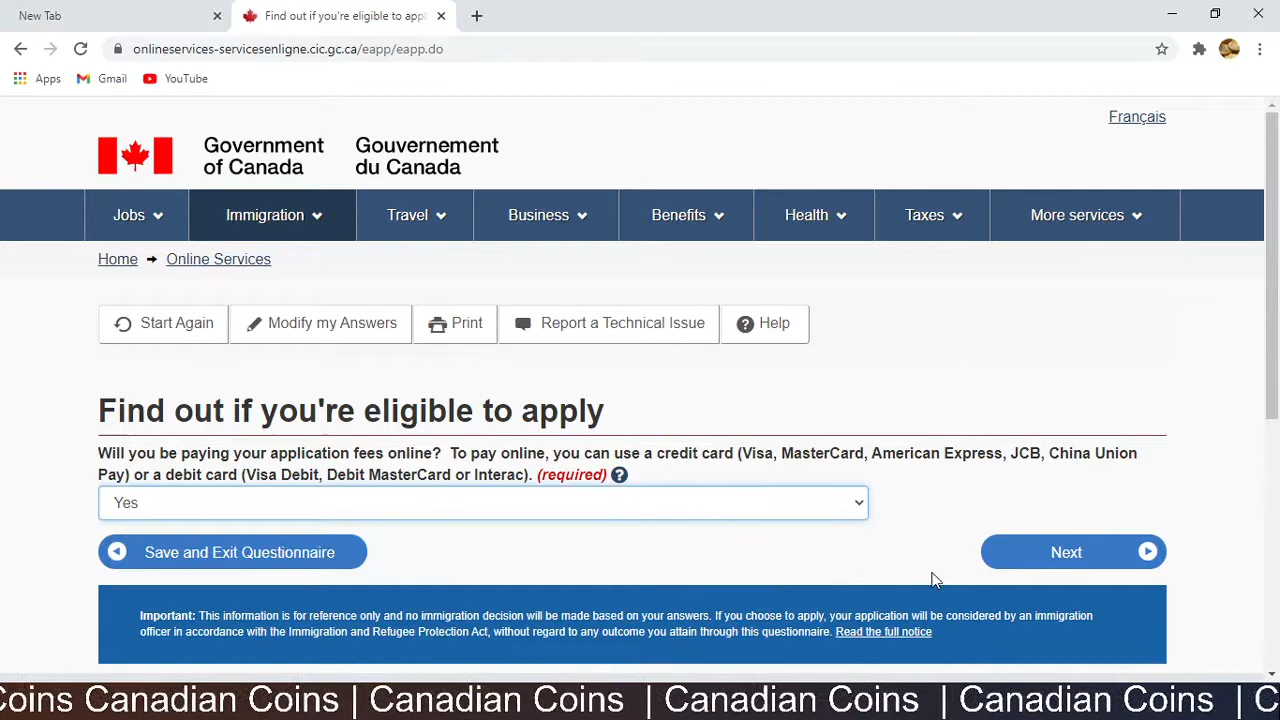 New Tab
Find out if you're eligible to appl
onlineservices-servicesenligne.cic.gc.ca/eapp/eapp.do
Apps Gmail YouTube
Français
Government of Canada
Gouvernement du Canada
Jobs Immigration Travel Business Benefits Health Taxes More services
Home → Online Services
Start Again Modify my Answers Print Report a Technical Issue Help
Find out if you're eligible to apply
Will you be paying your application fees online? To pay online, you can use a credit card (Visa, MasterCard, American Express, JCB, China Union
Pay) or a debit card (Visa Debit, Debit MasterCard or Interac). (required) ?
Yes
Save and Exit Questionnaire
Next
Important: This information is for reference only and no immigration decision will be made based on your answers. If you choose to apply, your application will be considered by an immigration
officer in accordance with the Immigration and Refugee Protection Act, without regard to any outcome you attain through this questionnaire. Read the full notice
Coins Canadian Coins | Canadian Coins | Canadian Coins | Canadian Coins | C